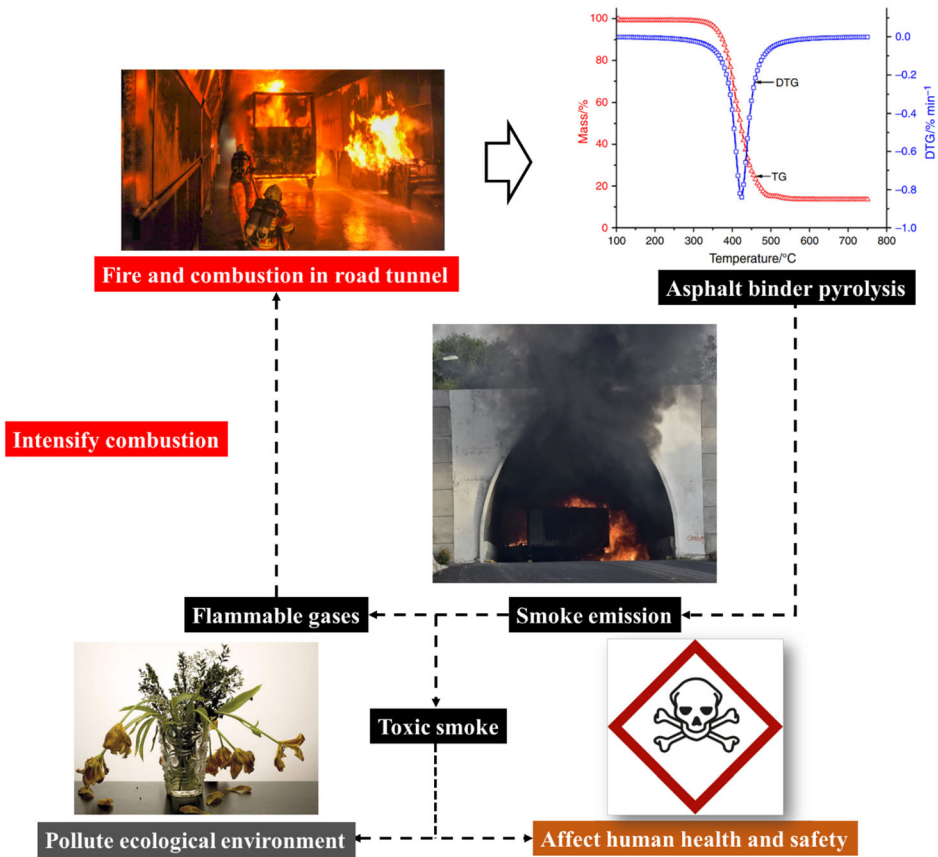 100%
80
60
40
20
0
Mass/%
0.0
−0.2
−0.4
−0.6
−0.8
−1.0
DTG/% min−1
DTG
TG
100 200 300 400 500 600 700 800
Temperature/°C
Fire and combustion in road tunnel
Asphalt binder pyrolysis
Intensify combustion
Flammable gases
Smoke emission
Toxic smoke
Pollute ecological environment
Affect human health and safety